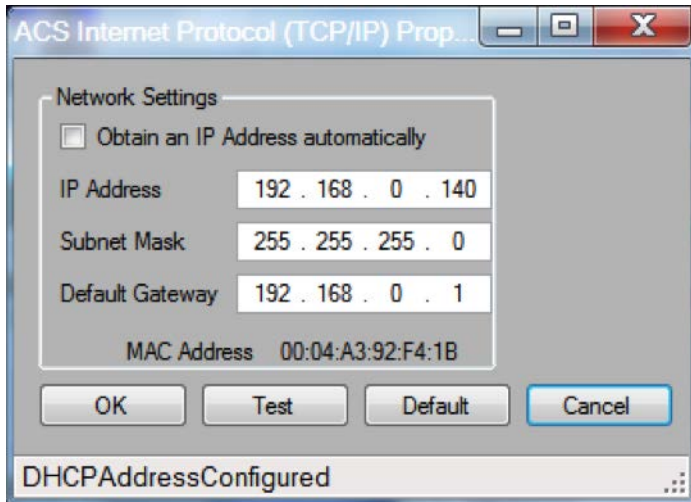 ACS Internet Protocol (TCP/IP) Prop...
Network Settings
Obtain an IP Address automatically
IP Address 192 . 168 . 0 . 140
Subnet Mask 255 . 255 . 255 . 0
Default Gateway 192 . 168 . 0 . 1
MAC Address 00:04:A3:92:F4:1B
OK Test Default Cancel
DHCPAddressConfigured